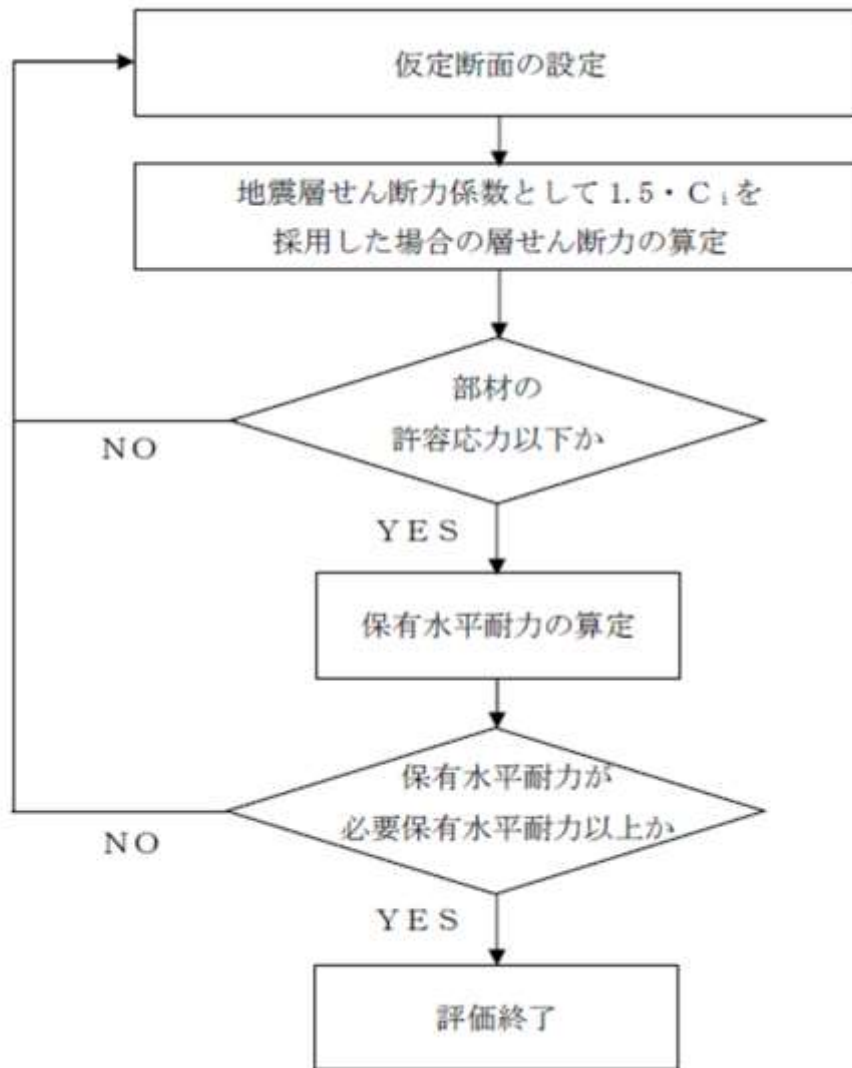 仮定断面の設定
地震層せん断力係数として1.5・Ciを
採用した場合の層せん断力の算定
部材の
許容応力以下か
NO
YES
保有水平耐力の算定
保有水平耐力が
必要保有水平耐力以上か
NO
YES
評価終了